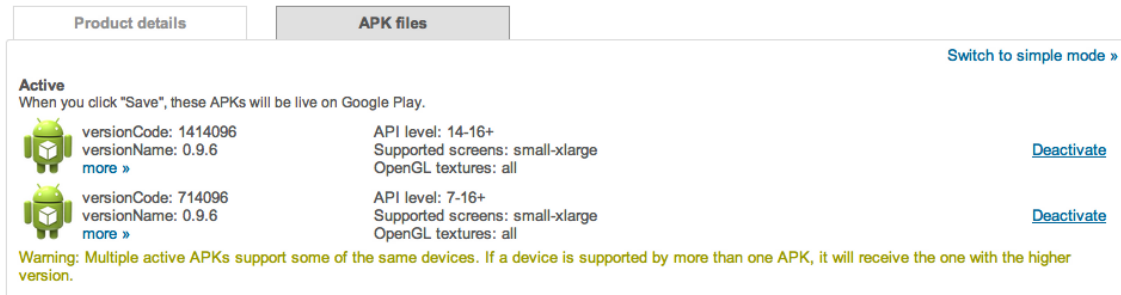 Product details
APK files
Switch to simple mode »
Active
When you click "Save", these APKs will be live on Google Play.
versionCode: 1414096
API level: 14-16+
versionName: 0.9.6
Supported screens: small-xlarge
Deactivate
more »
OpenGL textures: all
versionCode: 714096
API level: 7-16+
versionName: 0.9.6
Supported screens: small-xlarge
Deactivate
more »
OpenGL textures: all
Warning: Multiple active APKs support some of the same devices. If a device is supported by more than one APK, it will receive the one with the higher
version.